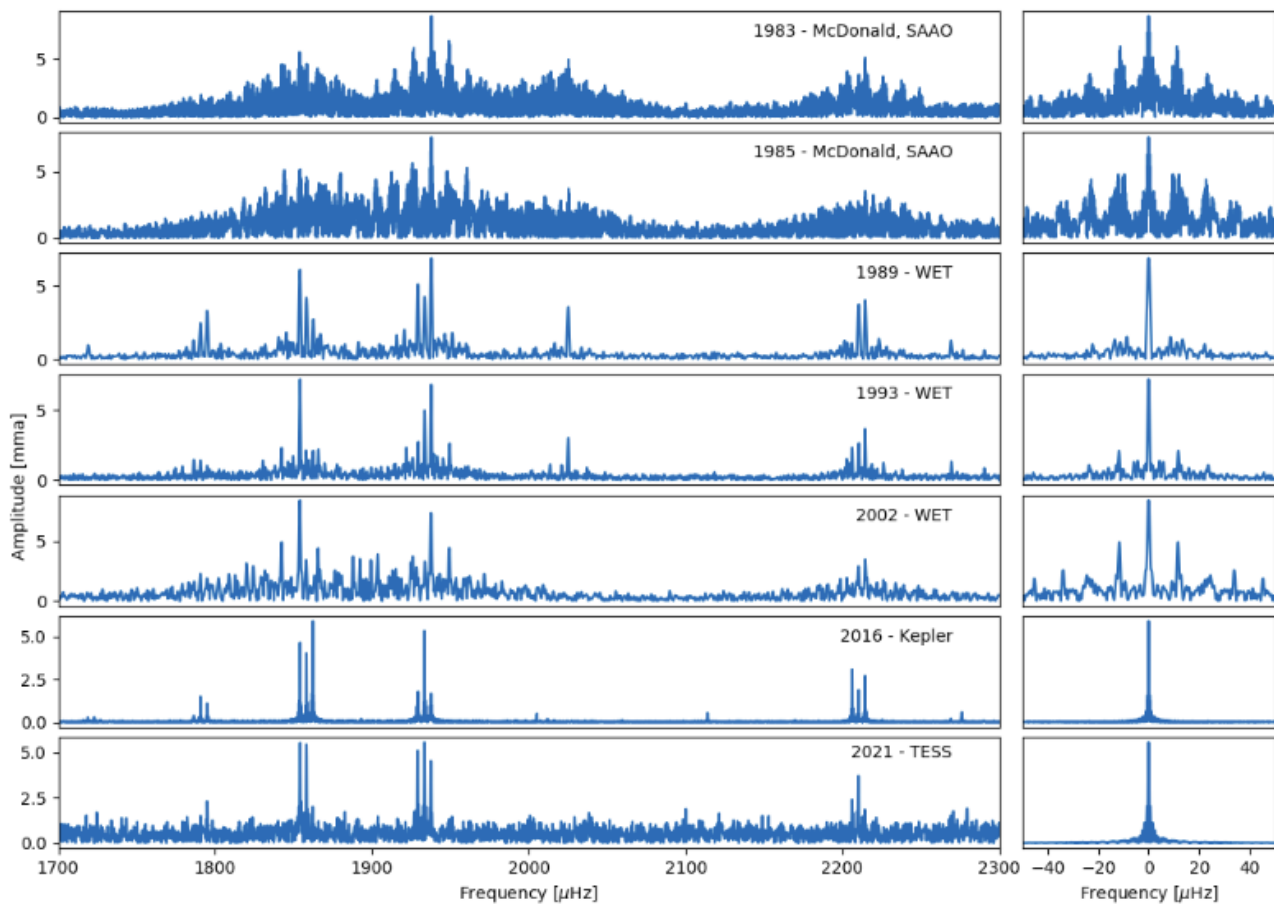 1983 - McDonald, SAAO
5
0
1985 - McDonald, SAAO
5
0
1989 - WET
5
0
1993 - WET
5
0
Amplitude [mma]
2002 - WET
5
0
2016 - Kepler
5.0
2.5
0.0
2021 - TESS
5.0
2.5
0.0
1700 1800 1900 2000 2100 2200 2300 −40 −20 0 20 40
Frequency [μHz] Frequency [μHz]